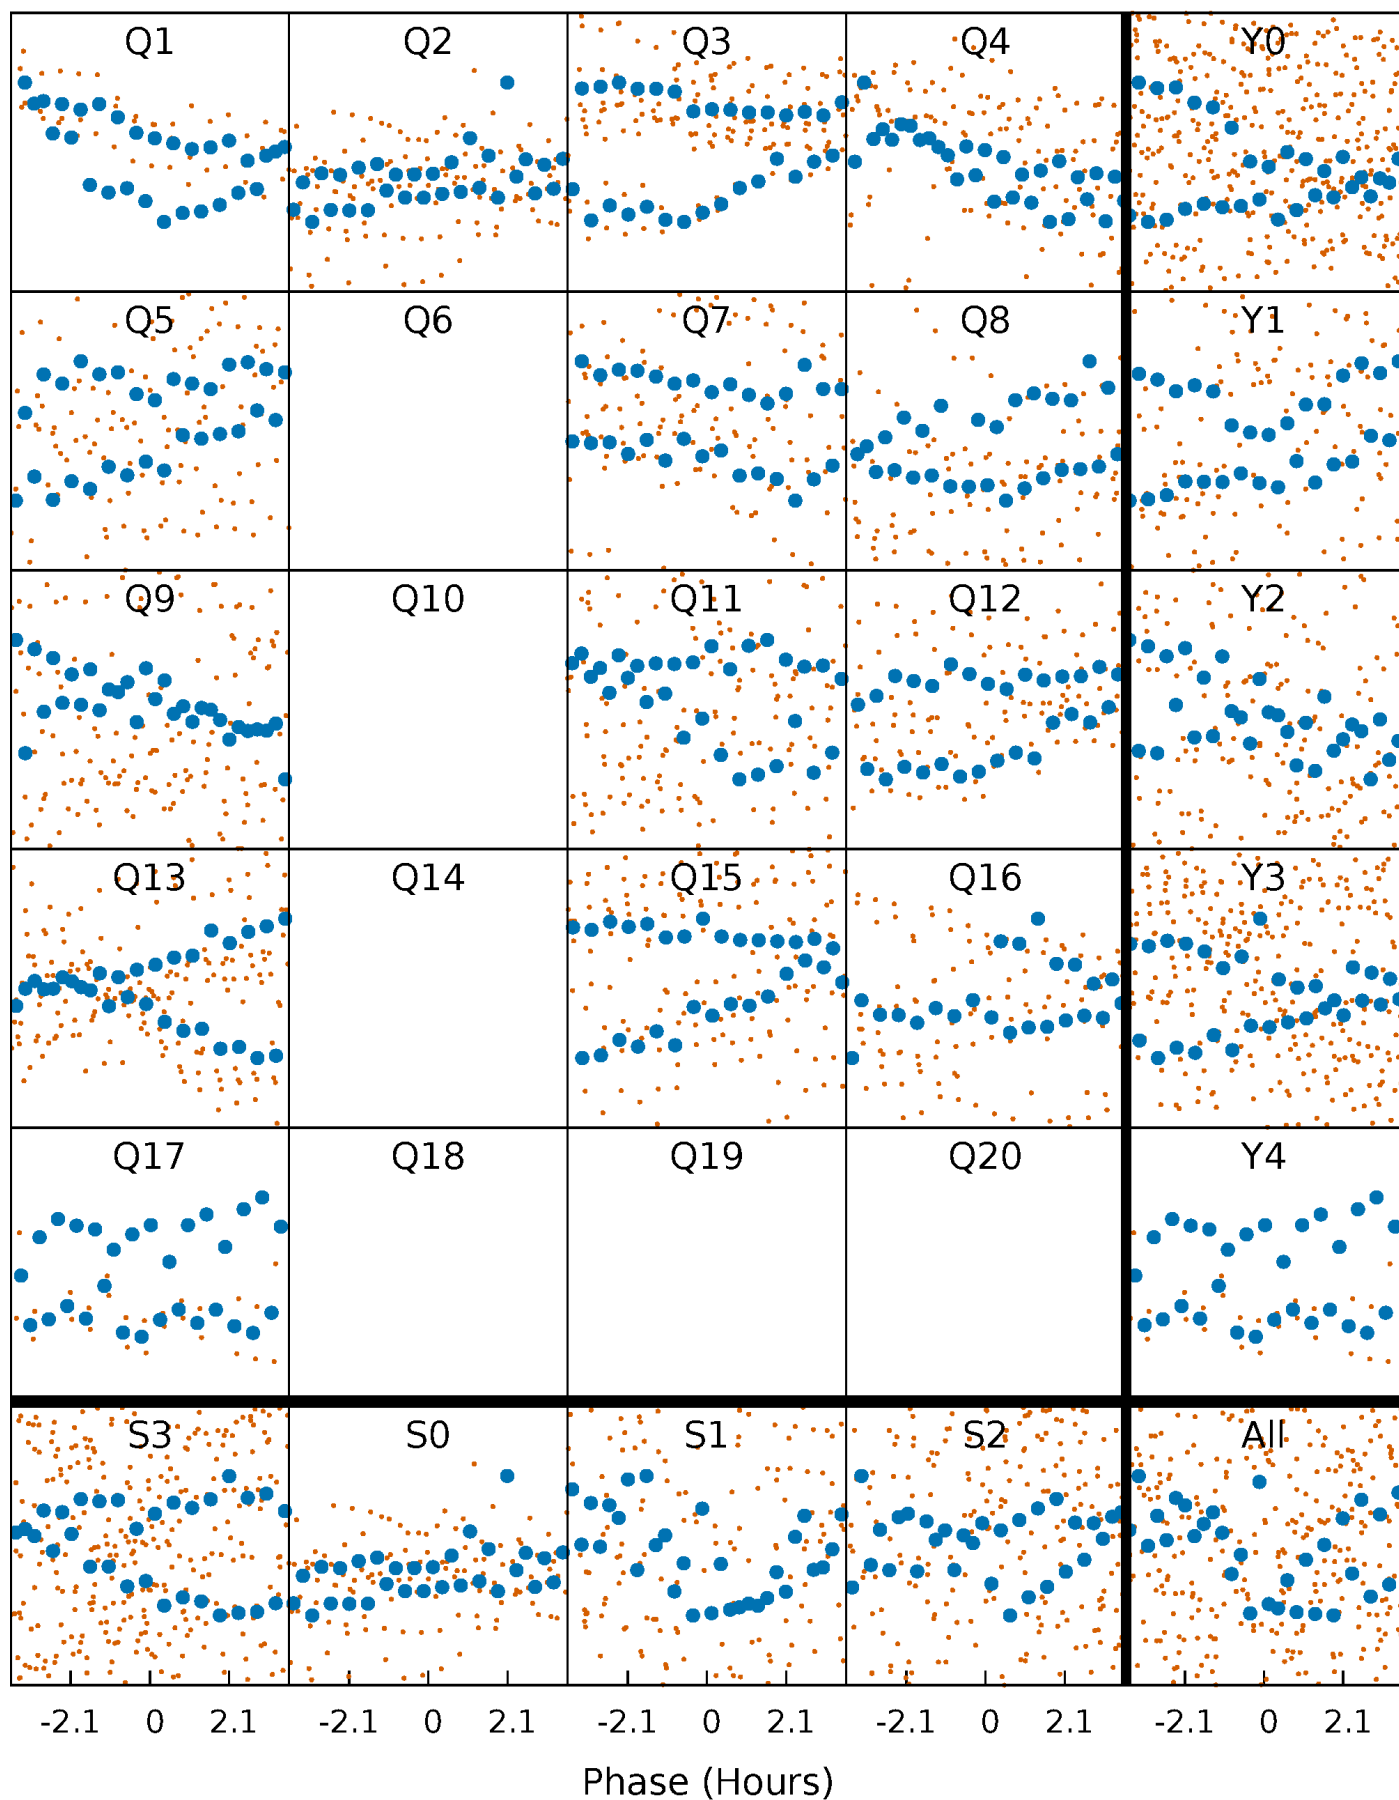 Q1 Q2 Q3 Q4 Y0
Q5 Q6 Q7 Q8 Y1
Q9 Q10 Q11 Q12 Y2
Q13 Q14 Q15 Q16 Y3
Q17 Q18 Q19 Q20 Y4
S3 S0 S1 S2 All
-2.1 0 2.1 -2.1 0 2.1 -2.1 0 2.1 -2.1 0 2.1 -2.1 0 2.1
Phase (Hours)